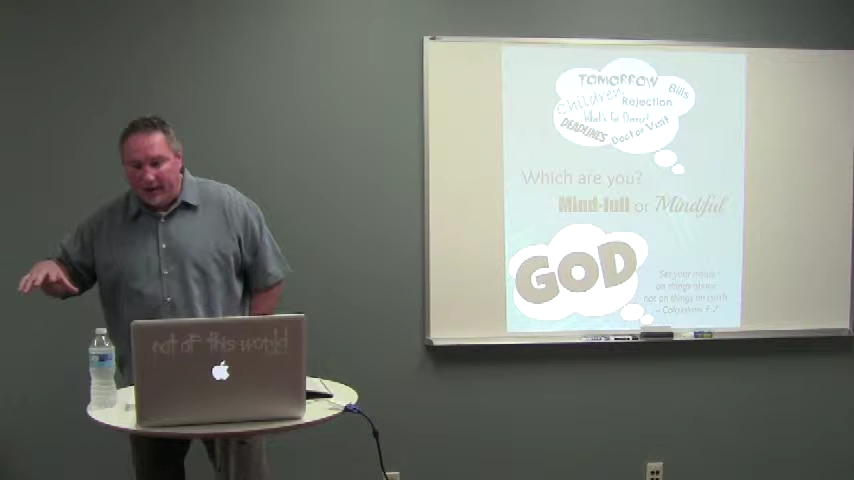 TOMORROW
Children
Bills
Rejection
What's for Dinner?
DEADLINES
Doctor Visit
Which are you?
Mind-full or Mindful
GOD
Set your minds
on things above
not on things on earth
not of this world